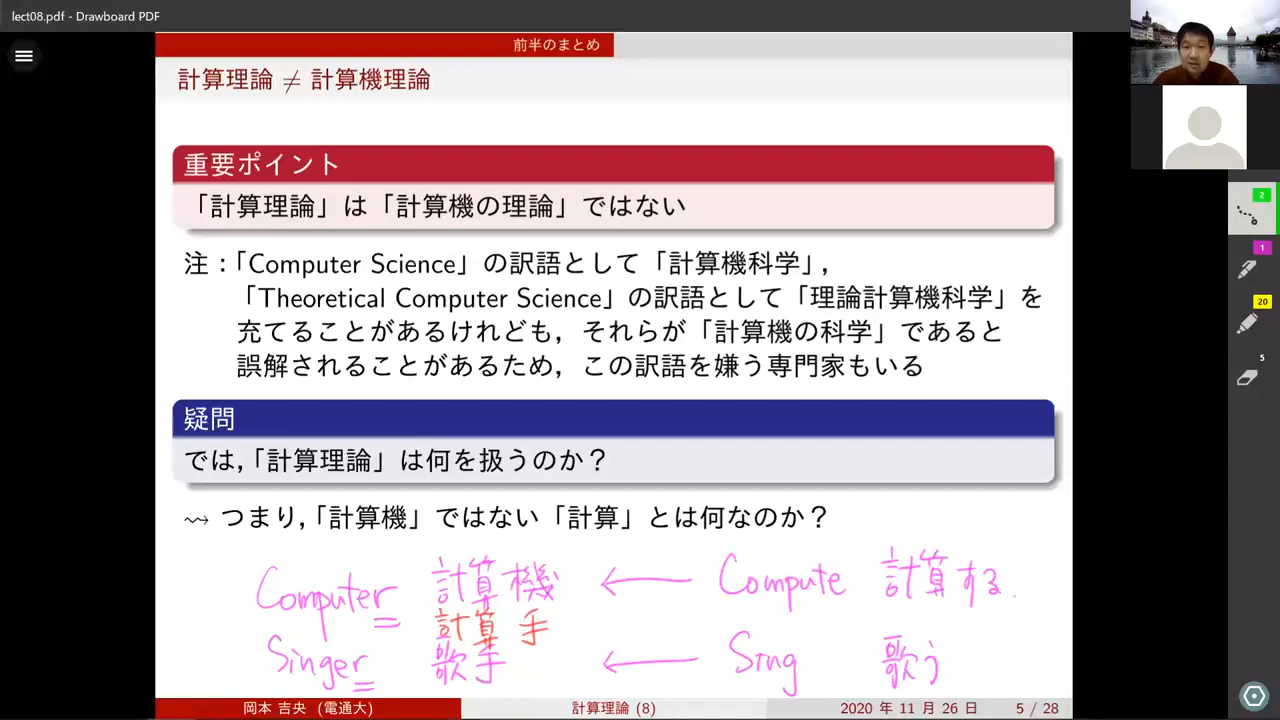 lect08.pdf - Drawboard PDF
前半のまとめ
計算理論 ≠ 計算機理論
重要ポイント
「計算理論」は「計算機の理論」ではない
注：「Computer Science」の訳語として「計算機科学」，
「Theoretical Computer Science」の訳語として「理論計算機科学」を
充てることがあるけれども，それらが「計算機の科学」であると
誤解されることがあるため，この訳語を嫌う専門家もいる
疑問
では，「計算理論」は何を扱うのか？
⇝ つまり，「計算機」ではない「計算」とは何なのか？
Computer 計算機 ← Compute 計算する.
計算手
Singer 歌手 ← Sing 歌う
岡本 吉央 (電通大) 計算理論 (8) 2020 年 11 月 26 日 5 / 28
2
1
20
5